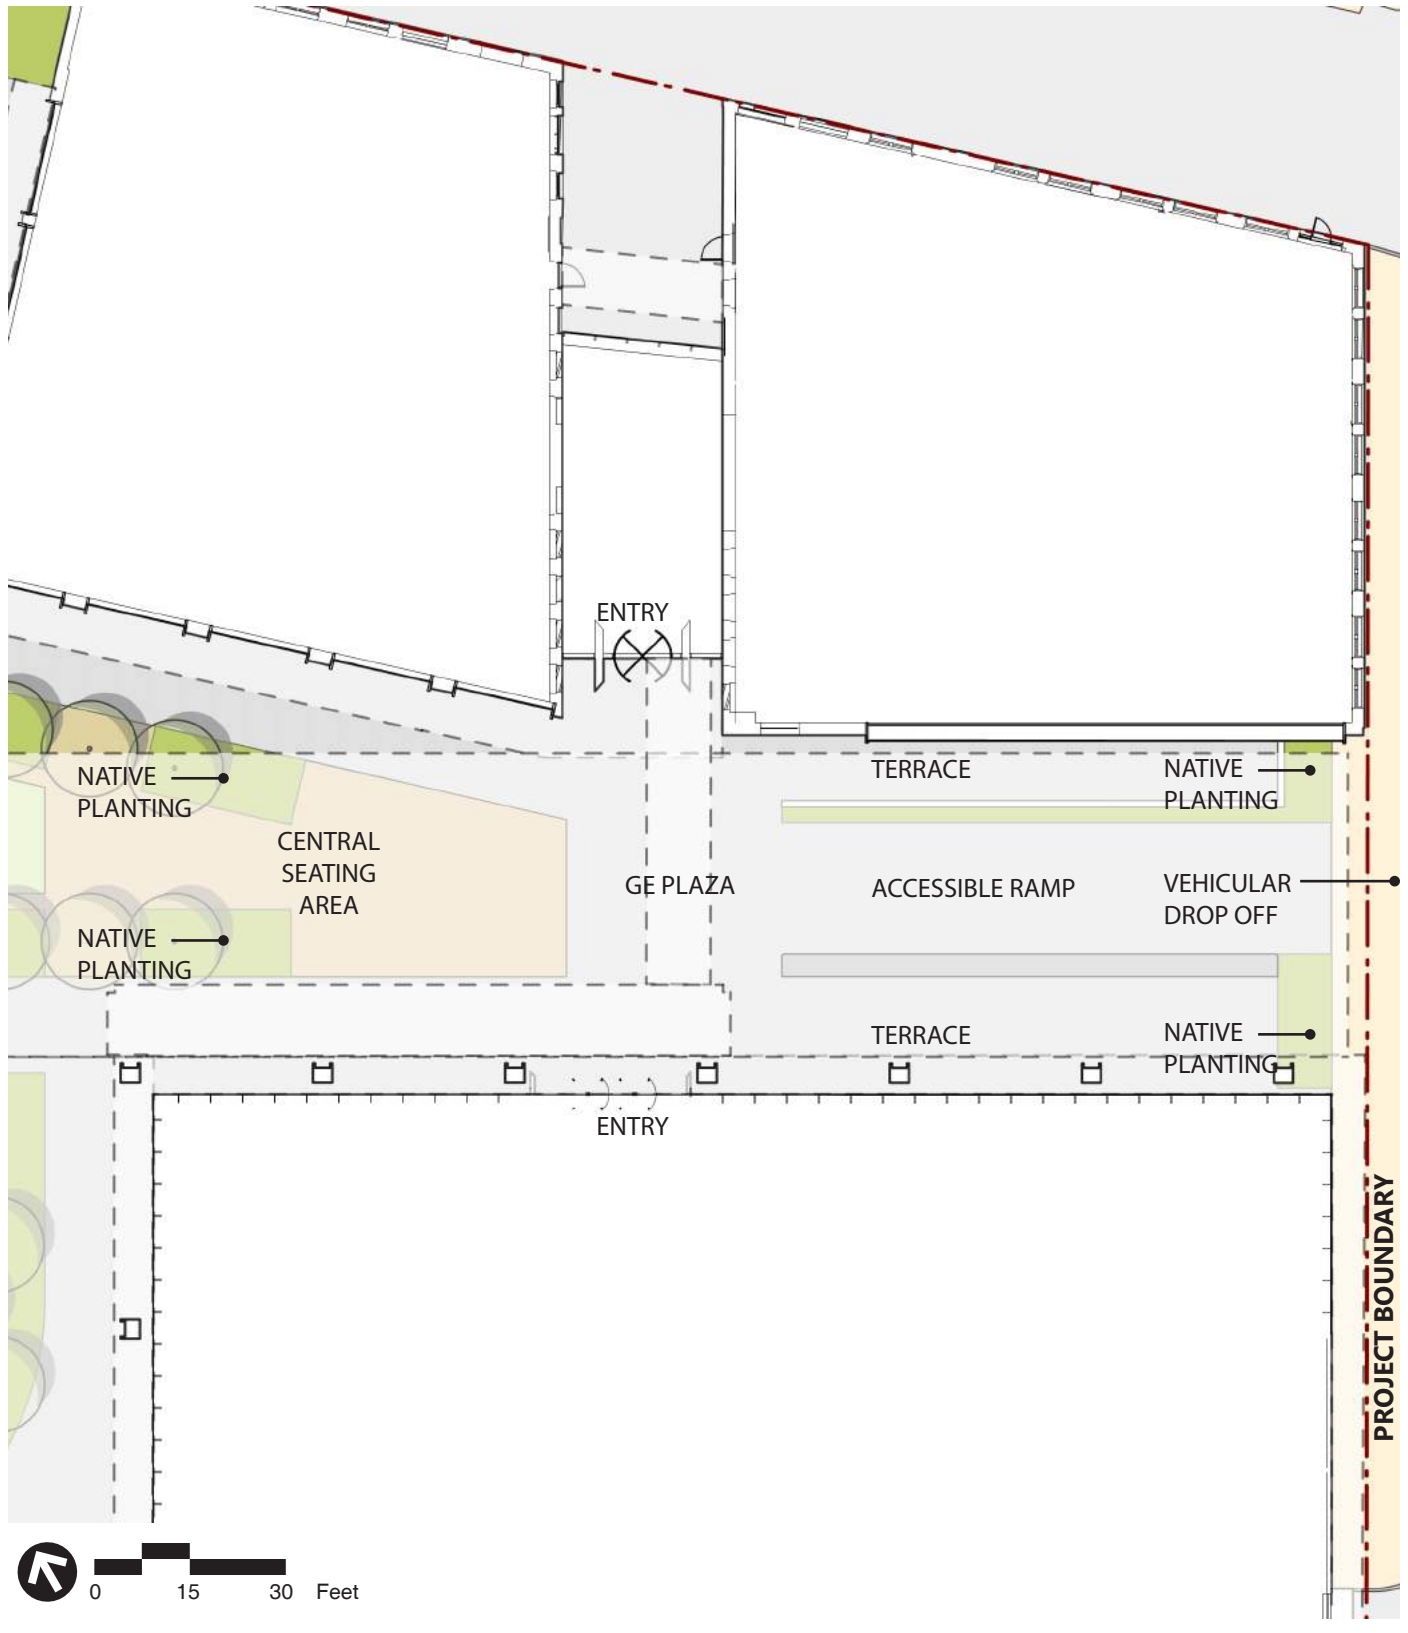 ENTRY
NATIVE
PLANTING
CENTRAL
SEATING
AREA
NATIVE
PLANTING
GE PLAZA
TERRACE
ACCESSIBLE RAMP
TERRACE
NATIVE
PLANTING
VEHICULAR
DROP OFF
NATIVE
PLANTING
ENTRY
PROJECT BOUNDARY
0 15 30 Feet